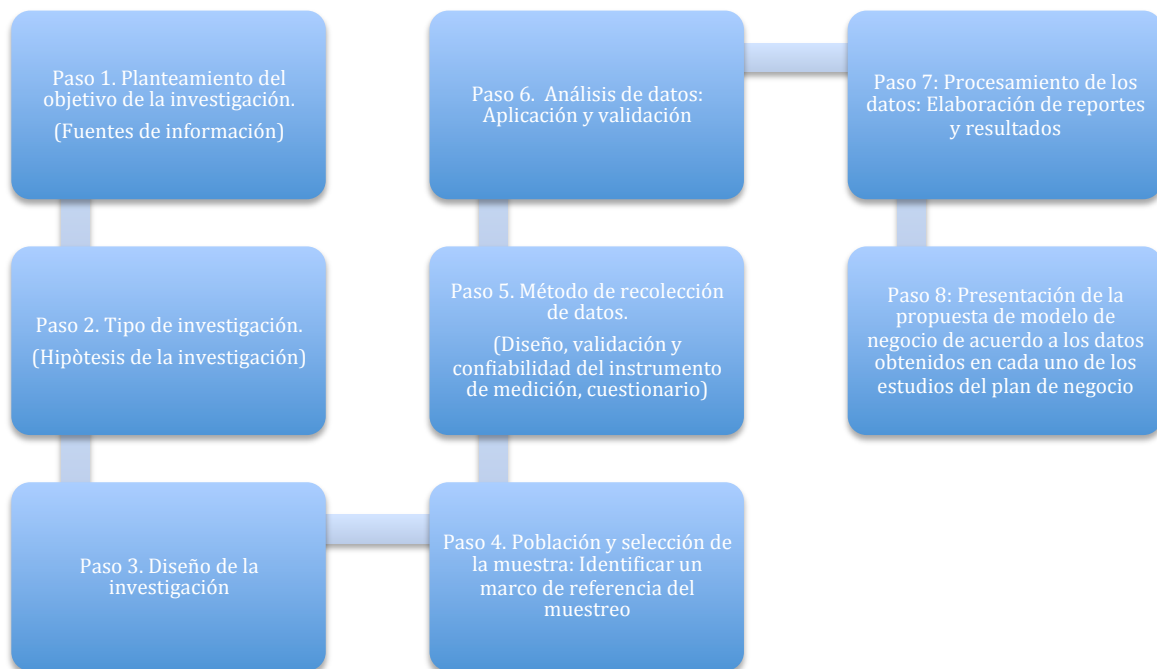 Paso 1. Planteamiento del
objetivo de la investigación.
(Fuentes de información)
Paso 2. Tipo de investigación.
(Hipòtesis de la investigación)
Paso 3. Diseño de la
investigación
Paso 4. Población y selección de
la muestra: Identificar un
marco de referencia del
muestreo
Paso 5. Método de recolección
de datos.
(Diseño, validación y
confiabilidad del instrumento
de medición, cuestionario)
Paso 6. Análisis de datos:
Aplicación y validación
Paso 7: Procesamiento de los
datos: Elaboración de reportes
y resultados
Paso 8: Presentación de la
propuesta de modelo de
negocio de acuerdo a los datos
obtenidos en cada uno de los
estudios del plan de negocio